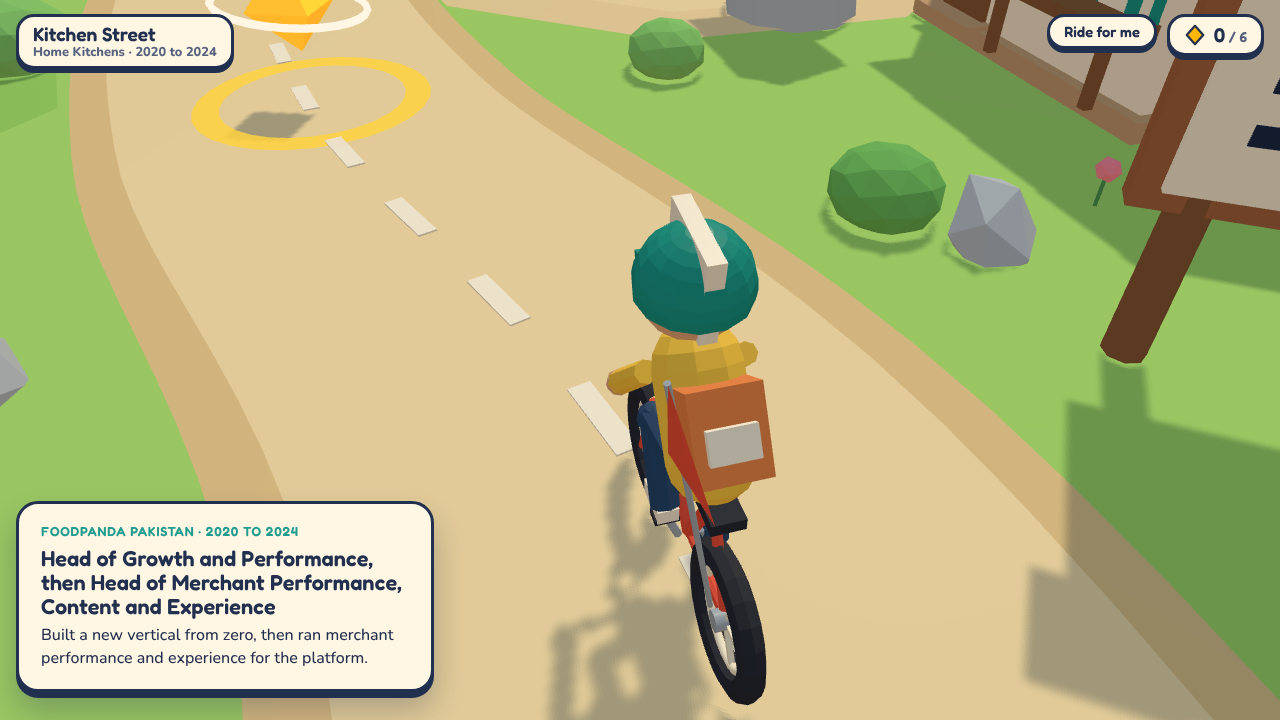 Kitchen Street
Home Kitchens · 2020 to 2024
Ride for me
0 / 6
FOODPANDA PAKISTAN · 2020 TO 2024
Head of Growth and Performance,
then Head of Merchant Performance,
Content and Experience
Built a new vertical from zero, then ran merchant
performance and experience for the platform.